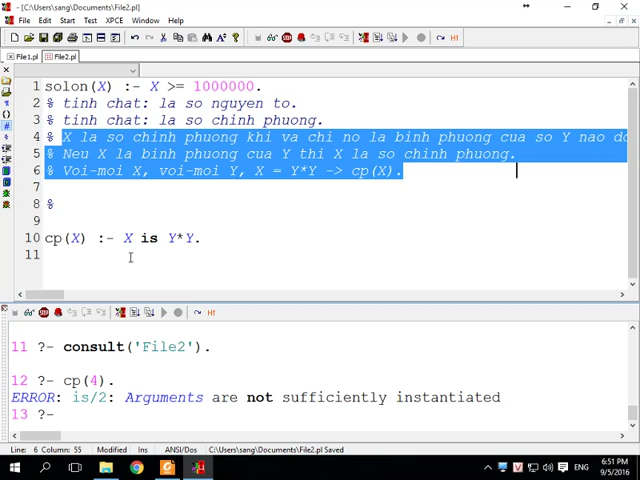 - [C:\Users\sang\Documents\File2.pl]
File Edit Start Test XPCE Window Help
File1.pl File2.pl
1 solon(X) :- X >= 1000000.
2 % tinh chat: la so nguyen to.
3 % tinh chat: la so chinh phuong.
4 % X la so chinh phuong khi va chi no la binh phuong cua so Y nao do
5 % Neu X la binh phuong cua Y thi X la so chinh phuong.
6 % Voi-moi X, voi-moi Y, X = Y*Y -> cp(X).
7
8 %
9
10 cp(X) :- X is Y*Y.
11
11 ?- consult('File2').
12 ?- cp(4).
ERROR: is/2: Arguments are not sufficiently instantiated
13 ?-
Line: 6 Column: 55 Modified Ins ANSI/Dos C:\Users\sang\Documents\File2.pl Saved
ENG
6:51 PM
9/5/2016